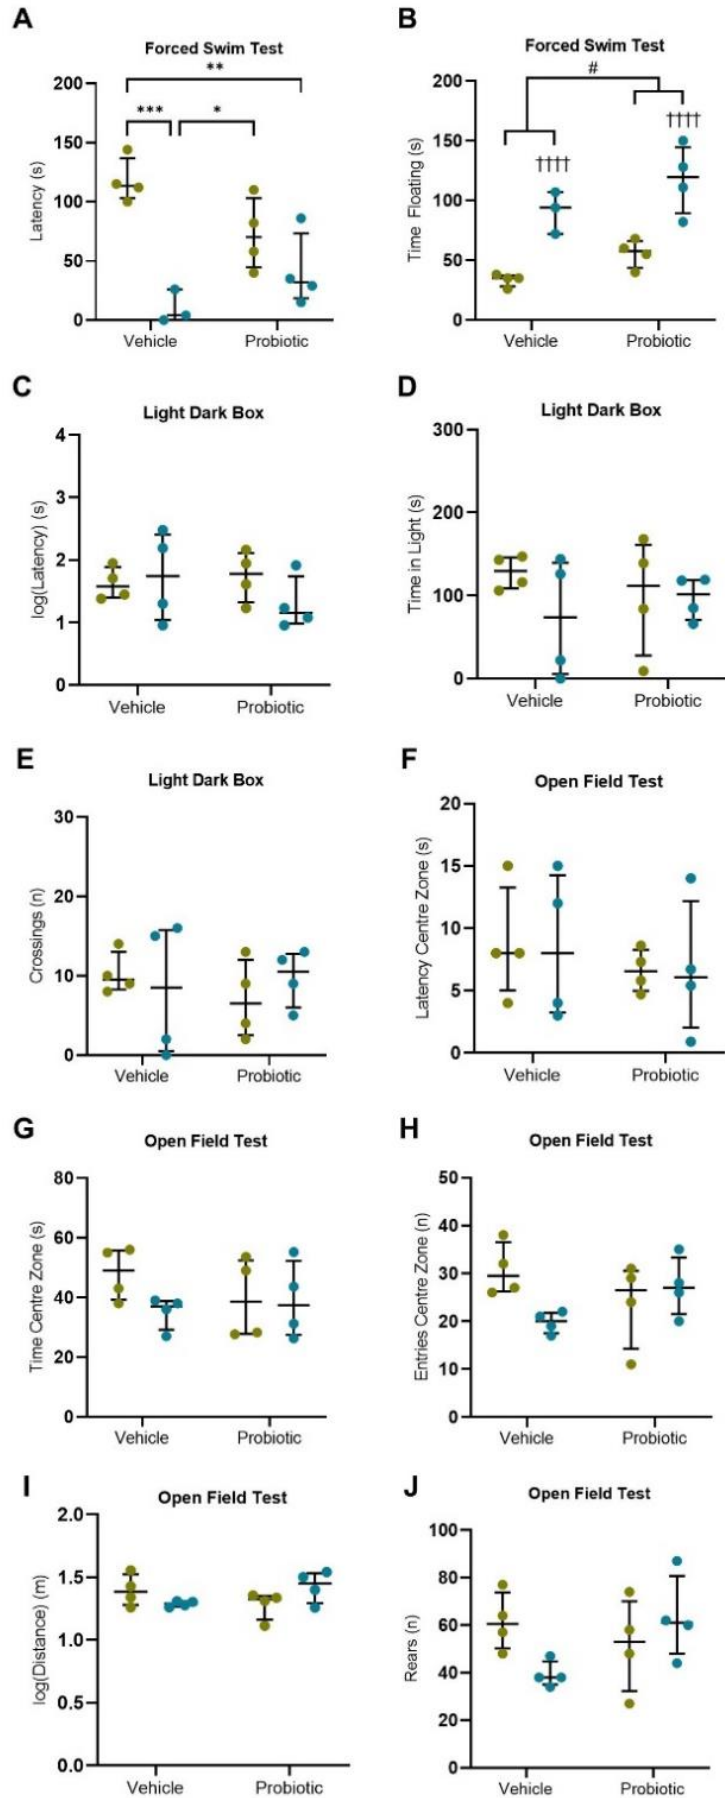 A
Forced Swim Test
**
***
*
200
150
100
50
0
Latency (s)
Vehicle
Probiotic
B
Forced Swim Test
#
††††
††††
200
150
100
50
0
Time Floating (s)
Vehicle
Probiotic
C
Light Dark Box
4
3
2
1
0
log(Latency) (s)
Vehicle
Probiotic
D
Light Dark Box
300
200
100
0
Time in Light (s)
Vehicle
Probiotic
E
Light Dark Box
30
20
10
0
Crossings (n)
Vehicle
Probiotic
F
Open Field Test
20
15
10
5
0
Latency Centre Zone (s)
Vehicle
Probiotic
G
Open Field Test
80
60
40
20
0
Time Centre Zone (s)
Vehicle
Probiotic
H
Open Field Test
50
40
30
20
10
0
Entries Centre Zone (n)
Vehicle
Probiotic
I
Open Field Test
2.0
1.5
1.0
0.5
0.0
log(Distance) (m)
Vehicle
Probiotic
J
Open Field Test
100
80
60
40
20
0
Rears (n)
Vehicle
Probiotic